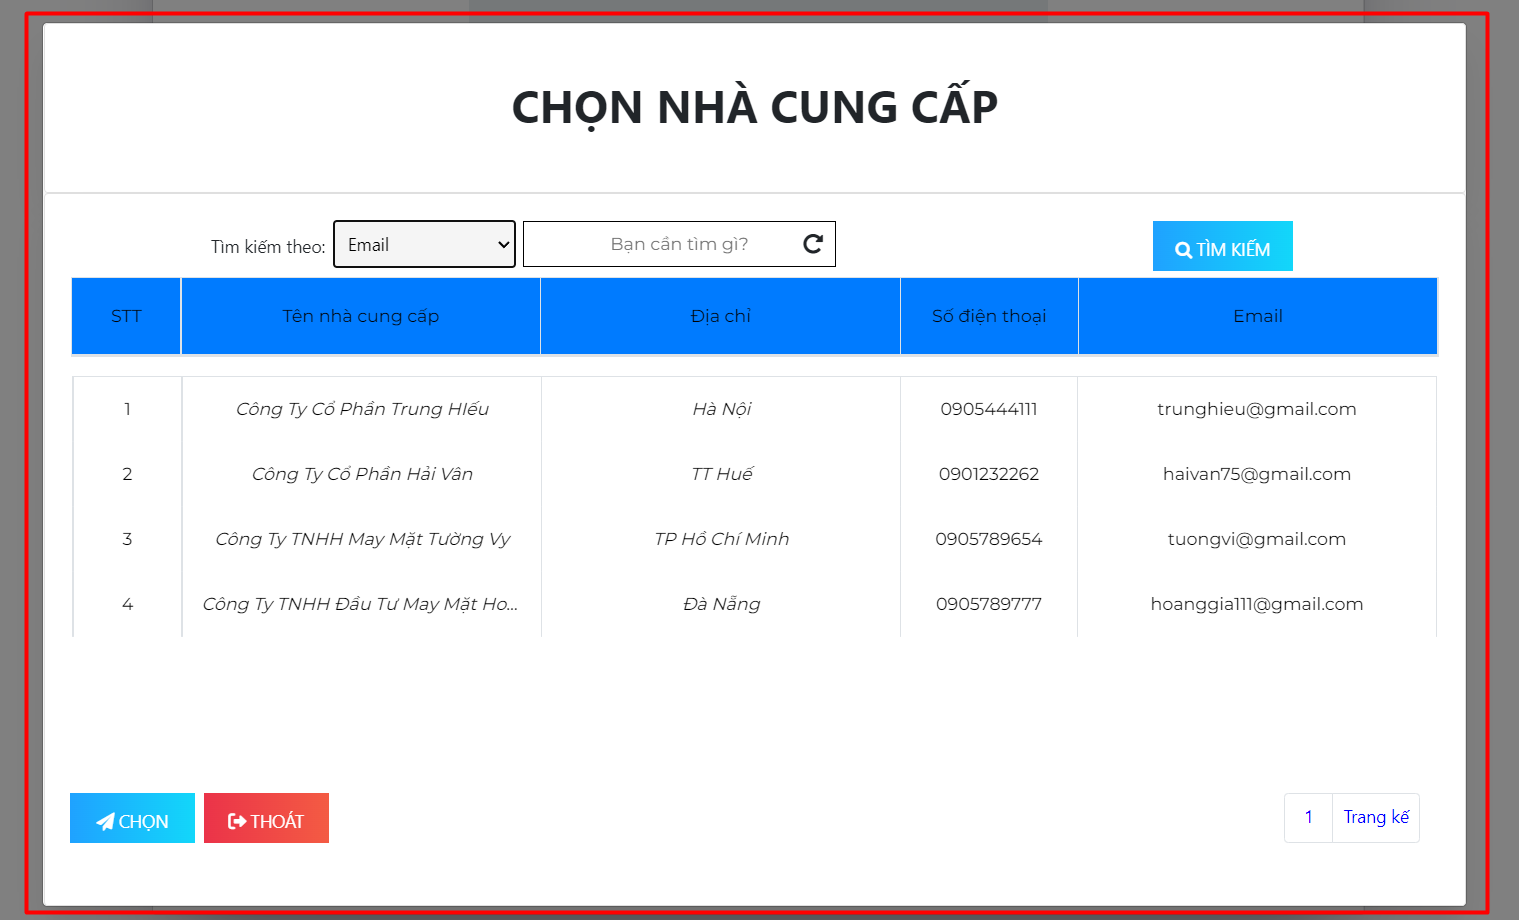 CHỌN NHÀ CUNG CẤP
Tìm kiếm theo: Email Bạn cần tìm gì? TÌM KIẾM
STT Tên nhà cung cấp Địa chỉ Số điện thoại Email
1 Công Ty Cổ Phần Trung HIếu Hà Nội 0905444111 trunghieu@gmail.com
2 Công Ty Cổ Phần Hải Vân TT Huế 0901232262 haivan75@gmail.com
3 Công Ty TNHH May Mặt Tường Vy TP Hồ Chí Minh 0905789654 tuongvi@gmail.com
4 Công Ty TNHH Đầu Tư May Mặt Ho... Đà Nẵng 0905789777 hoanggia111@gmail.com
CHỌN THOÁT 1 Trang kế